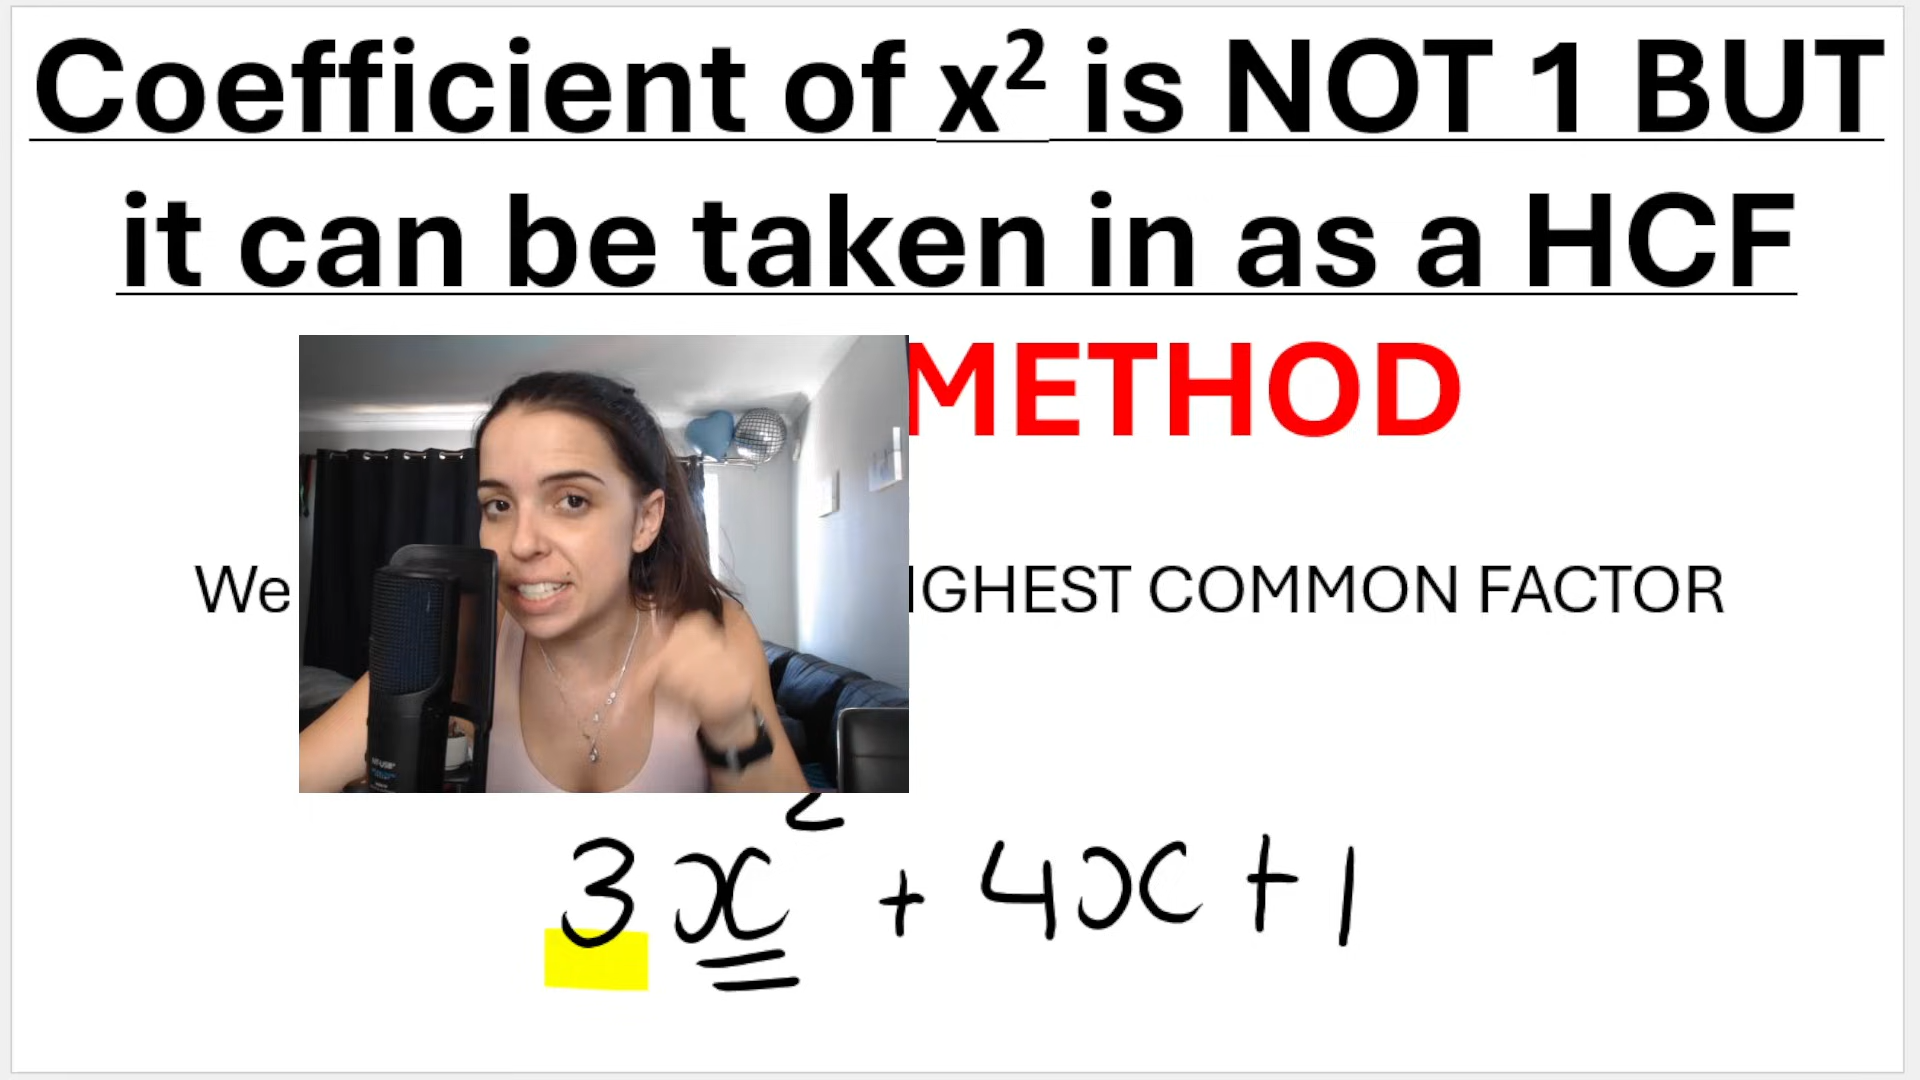 Coefficient of x² is NOT 1 BUT
it can be taken in as a HCF
METHOD
We IGHEST COMMON FACTOR
3x² + 4x + 1